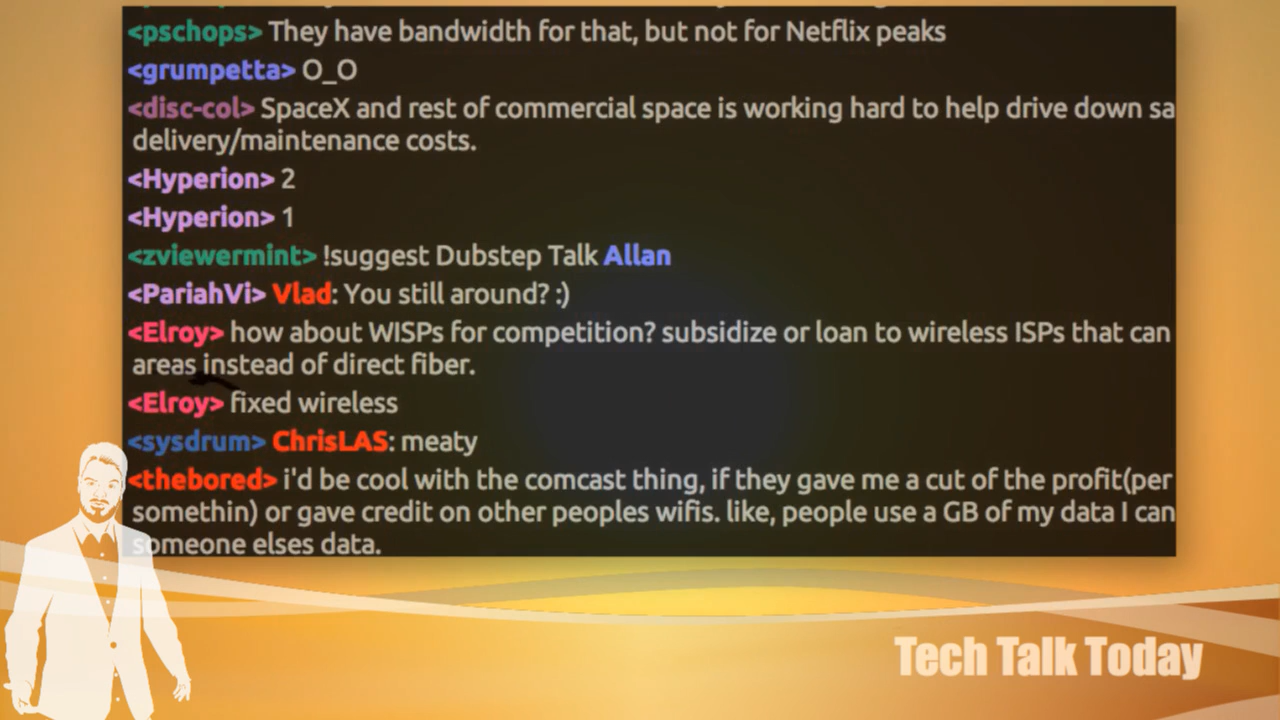 <pschops> They have bandwidth for that, but not for Netflix peaks
<grumpetta> O_O
<disc-col> SpaceX and rest of commercial space is working hard to help drive down sa
delivery/maintenance costs.
<Hyperion> 2
<Hyperion> 1
<zviewermint> !suggest Dubstep Talk Allan
<PariahVi> Vlad: You still around? :)
<Elroy> how about WISPs for competition? subsidize or loan to wireless ISPs that can
areas instead of direct fiber.
<Elroy> fixed wireless
<sysdrum> ChrisLAS: meaty
<thebored> i'd be cool with the comcast thing, if they gave me a cut of the profit(per
somethin) or gave credit on other peoples wifis. like, people use a GB of my data I can
someone elses data.
Tech Talk Today